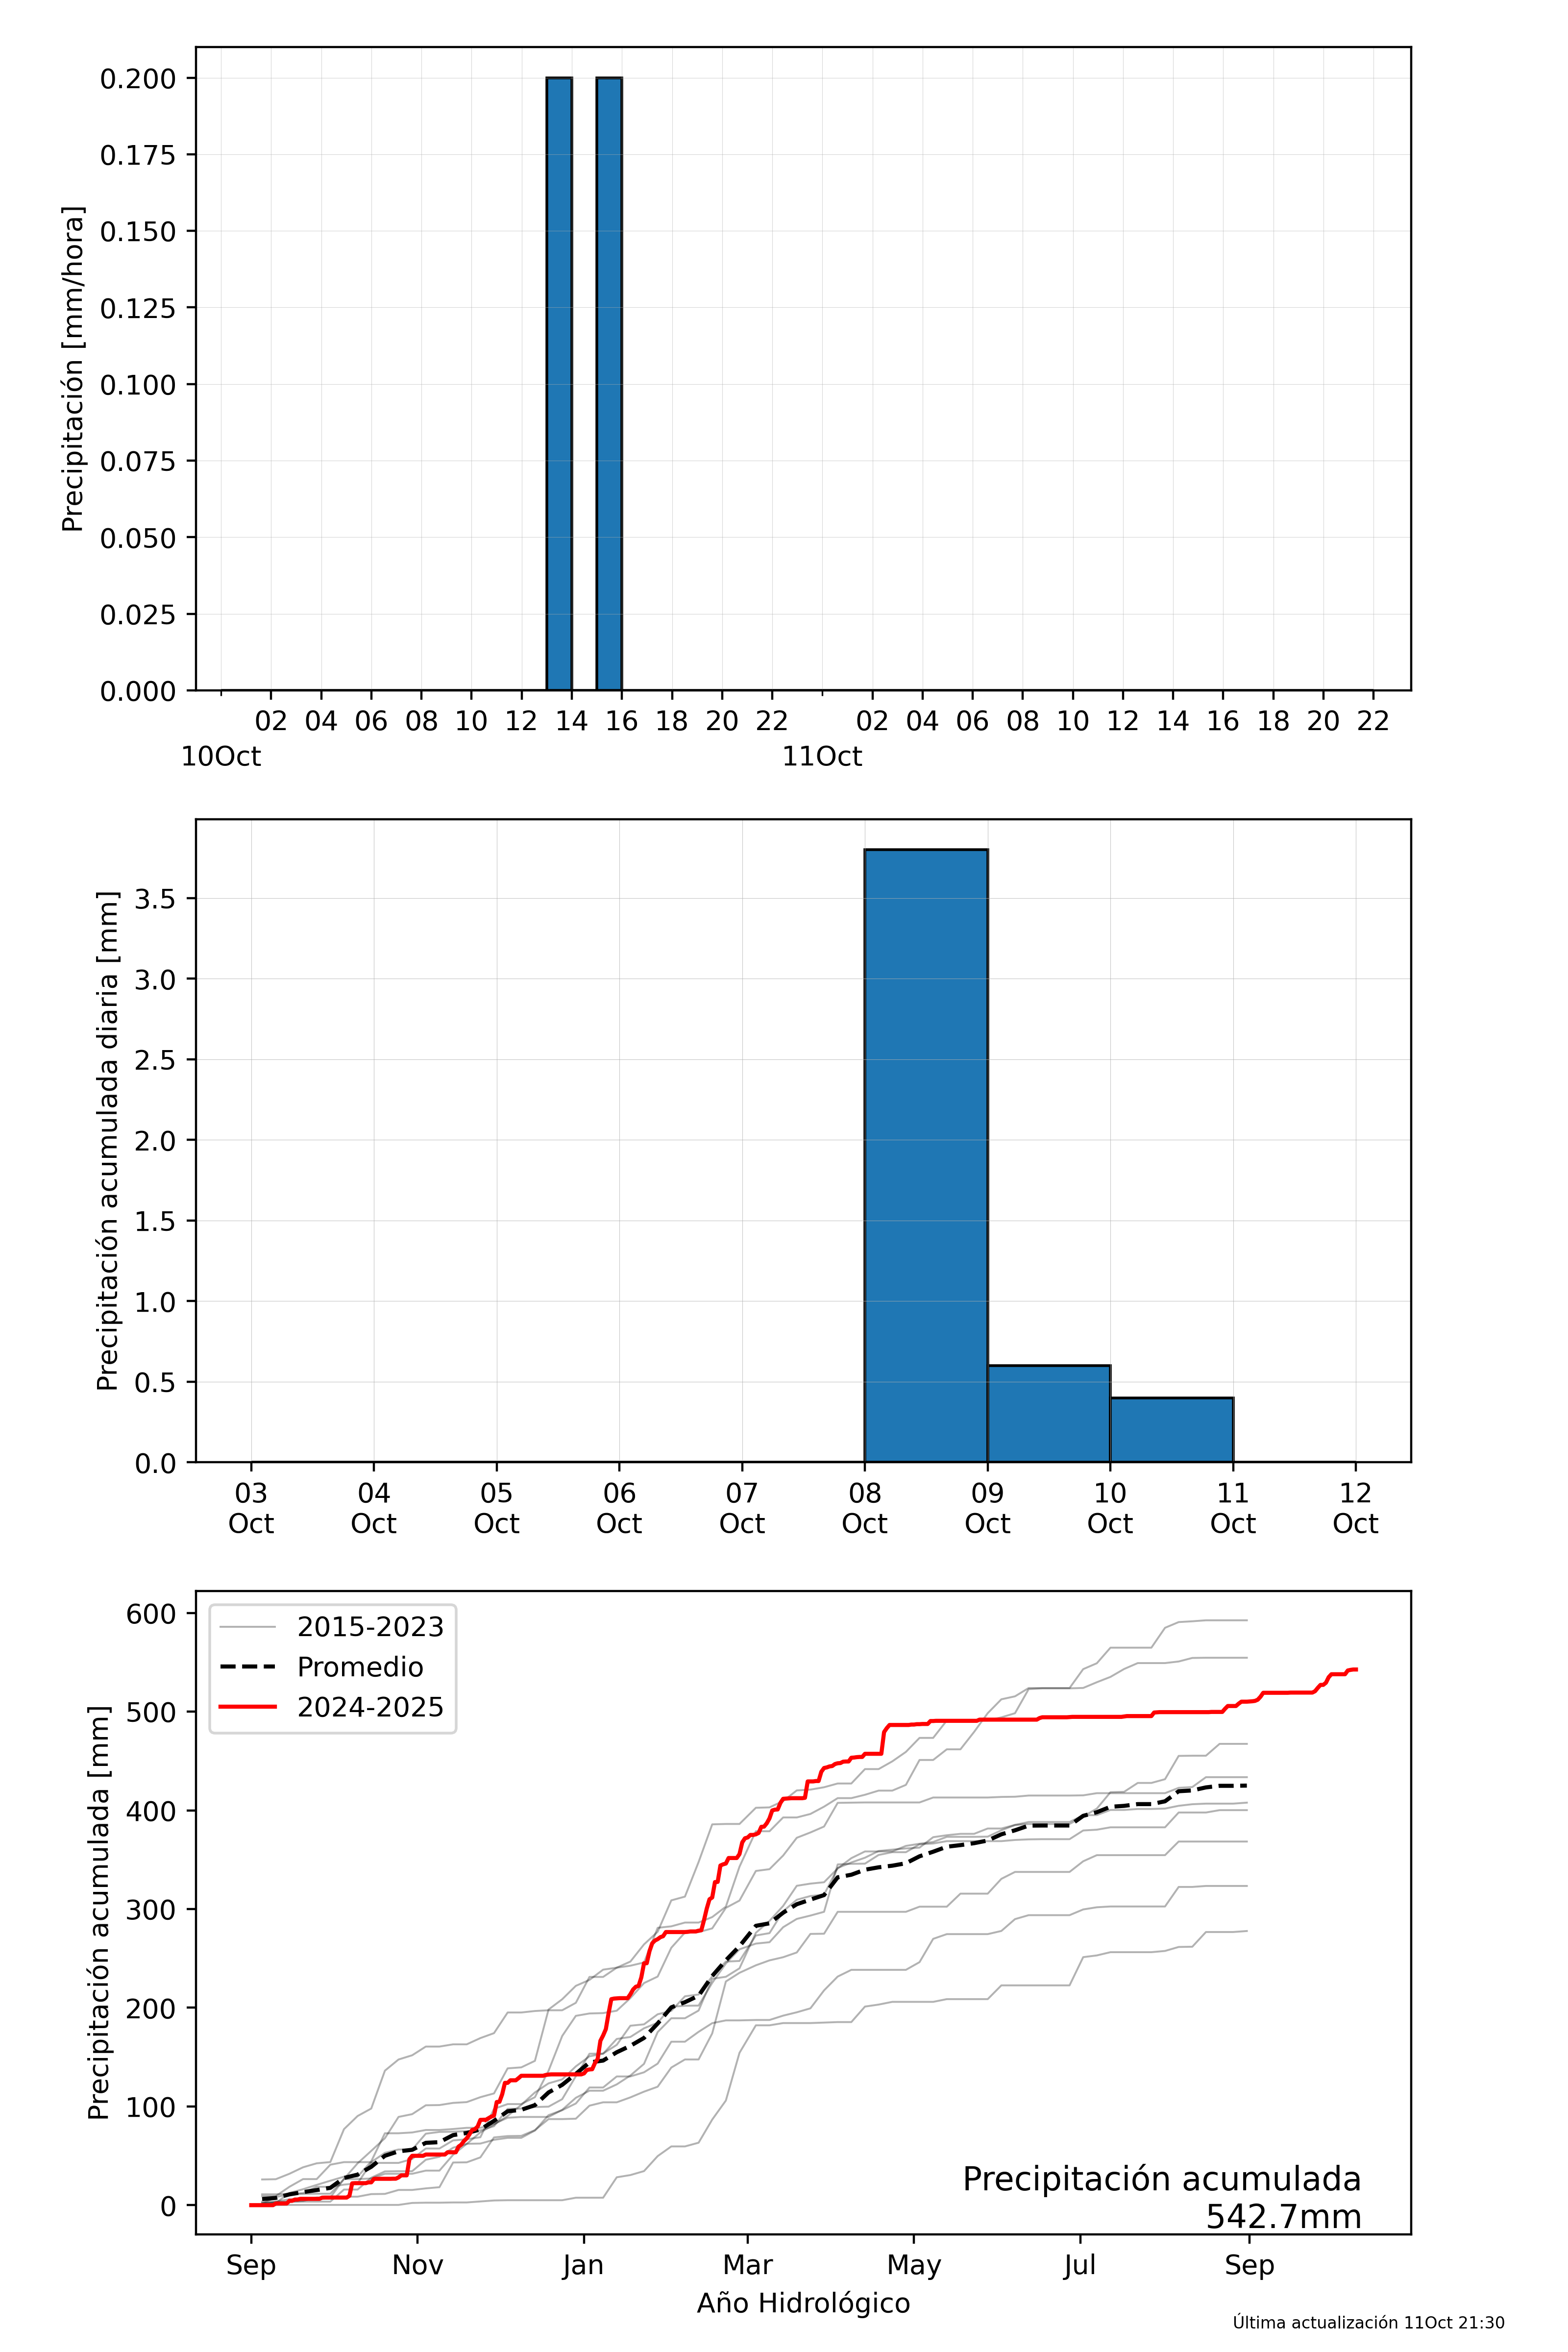 Precipitación [mm/hora]
0.200
0.175
0.150
0.125
0.100
0.075
0.050
0.025
0.000
02 04 06 08 10 12 14 16 18 20 22 02 04 06 08 10 12 14 16 18 20 22
10Oct 11Oct
Precipitación acumulada diaria [mm]
3.5
3.0
2.5
2.0
1.5
1.0
0.5
0.0
03 04 05 06 07 08 09 10 11 12
Oct Oct Oct Oct Oct Oct Oct Oct Oct Oct
Precipitación acumulada [mm]
600
500
400
300
200
100
0
2015-2023
Promedio
2024-2025
Precipitación acumulada
542.7mm
Sep Nov Jan Mar May Jul Sep
Año Hidrológico
Última actualización 11Oct 21:30